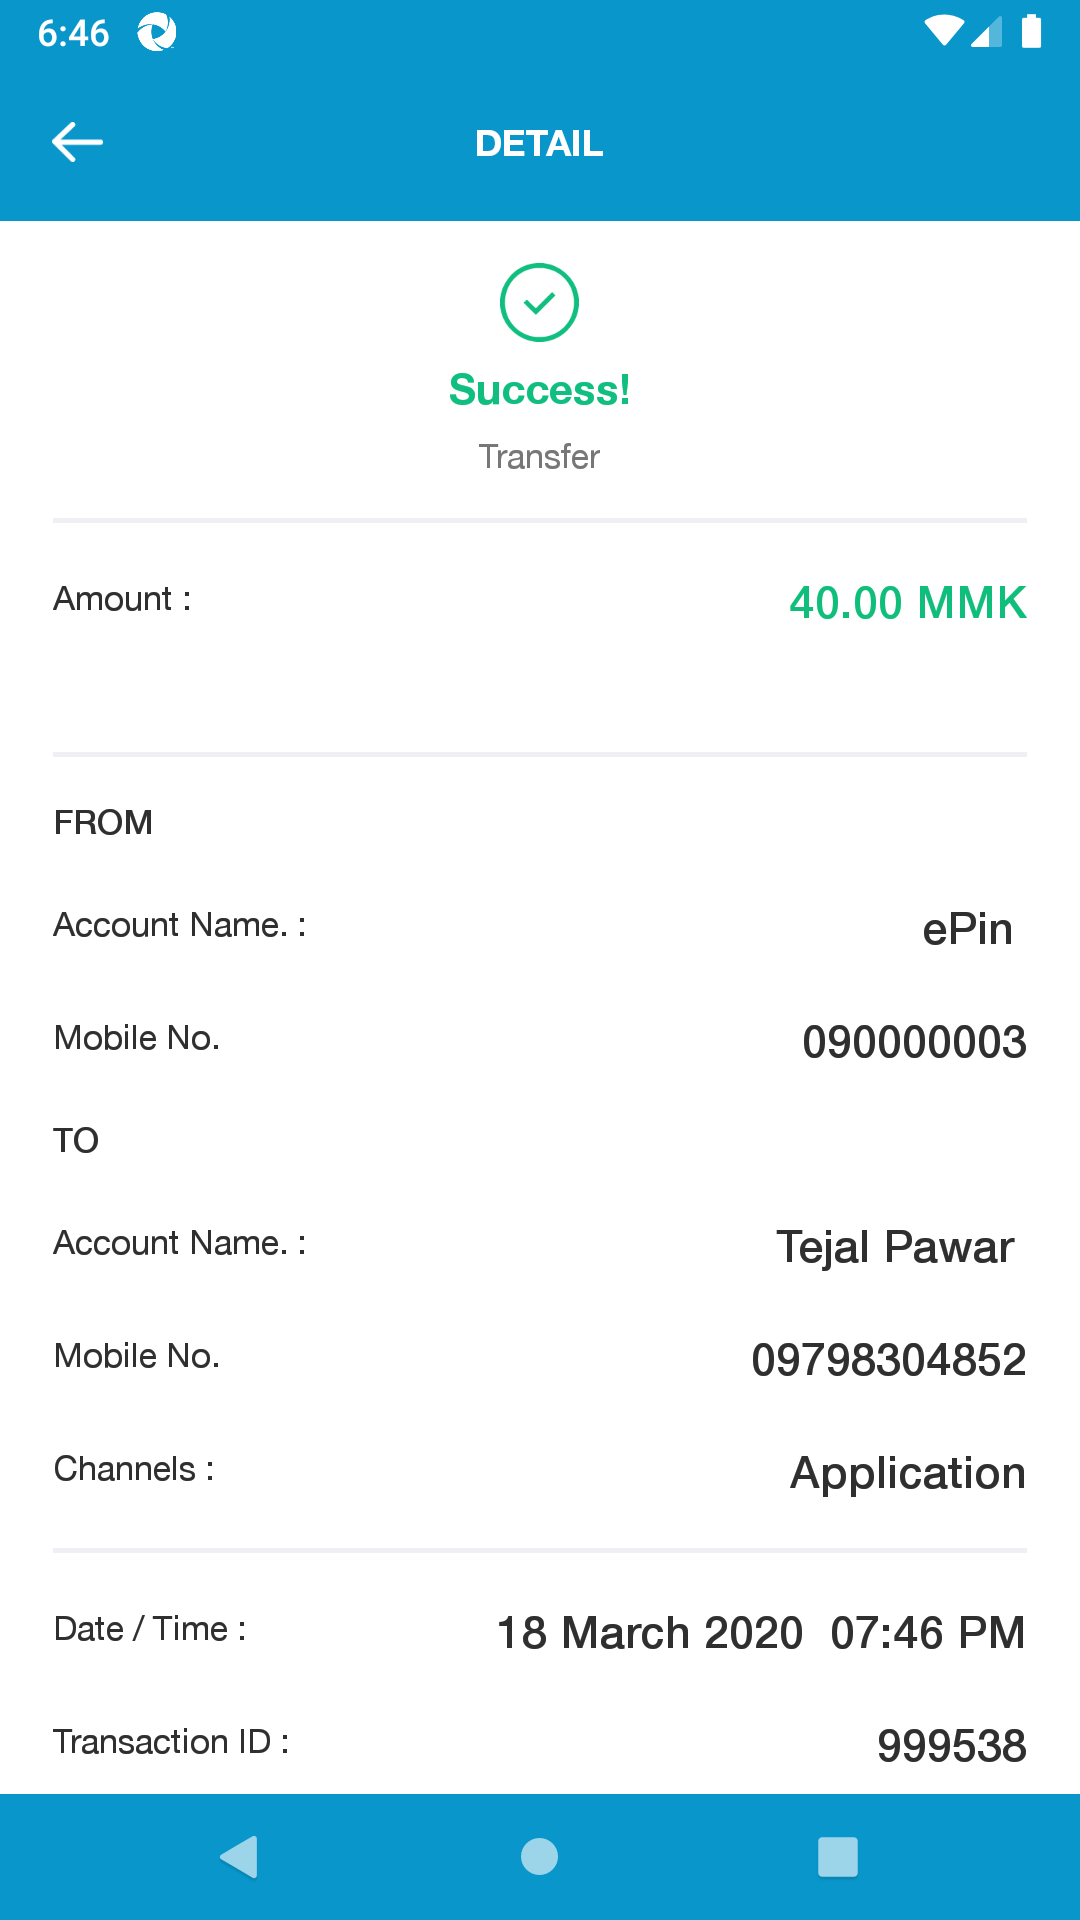 6:46
DETAIL
Success!
Transfer
Amount : 40.00 MMK
FROM
Account Name. : ePin
Mobile No. 090000003
TO
Account Name. : Tejal Pawar
Mobile No. 09798304852
Channels : Application
Date / Time : 18 March 2020 07:46 PM
Transaction ID : 999538